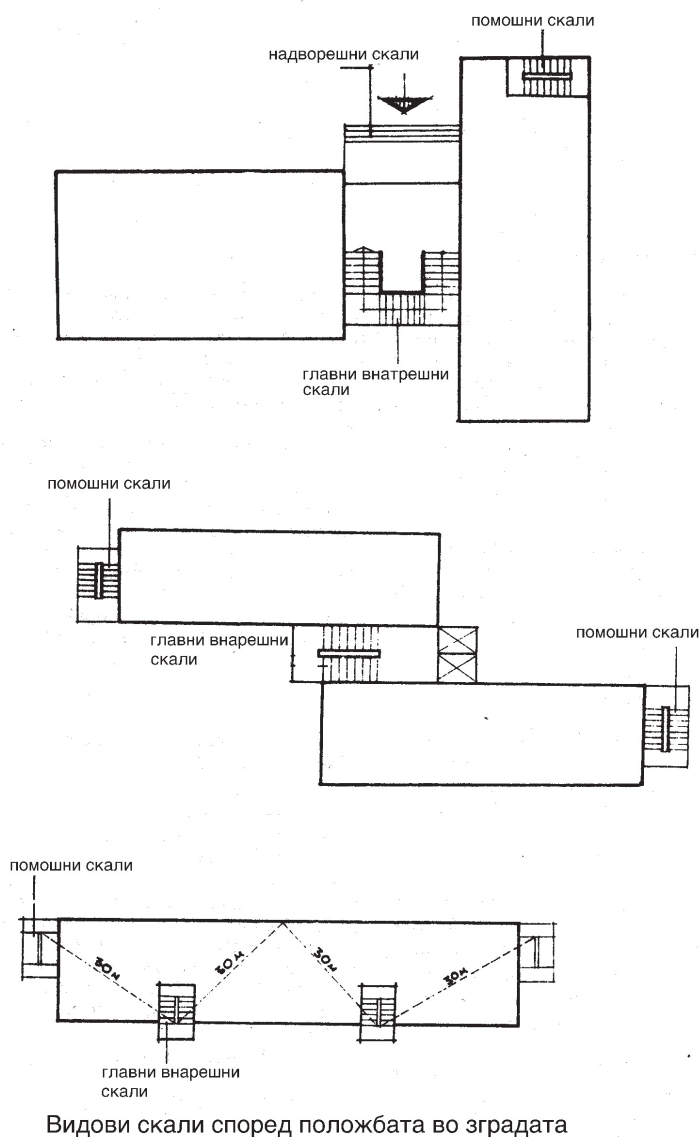 помошни скали
надворешни скали
главни внатрешни
скали
помошни скали
главни внарешни
скали
помошни скали
помошни скали
30м
30м
30м
30м
главни внарешни
скали
Видови скали според положбата во зградата